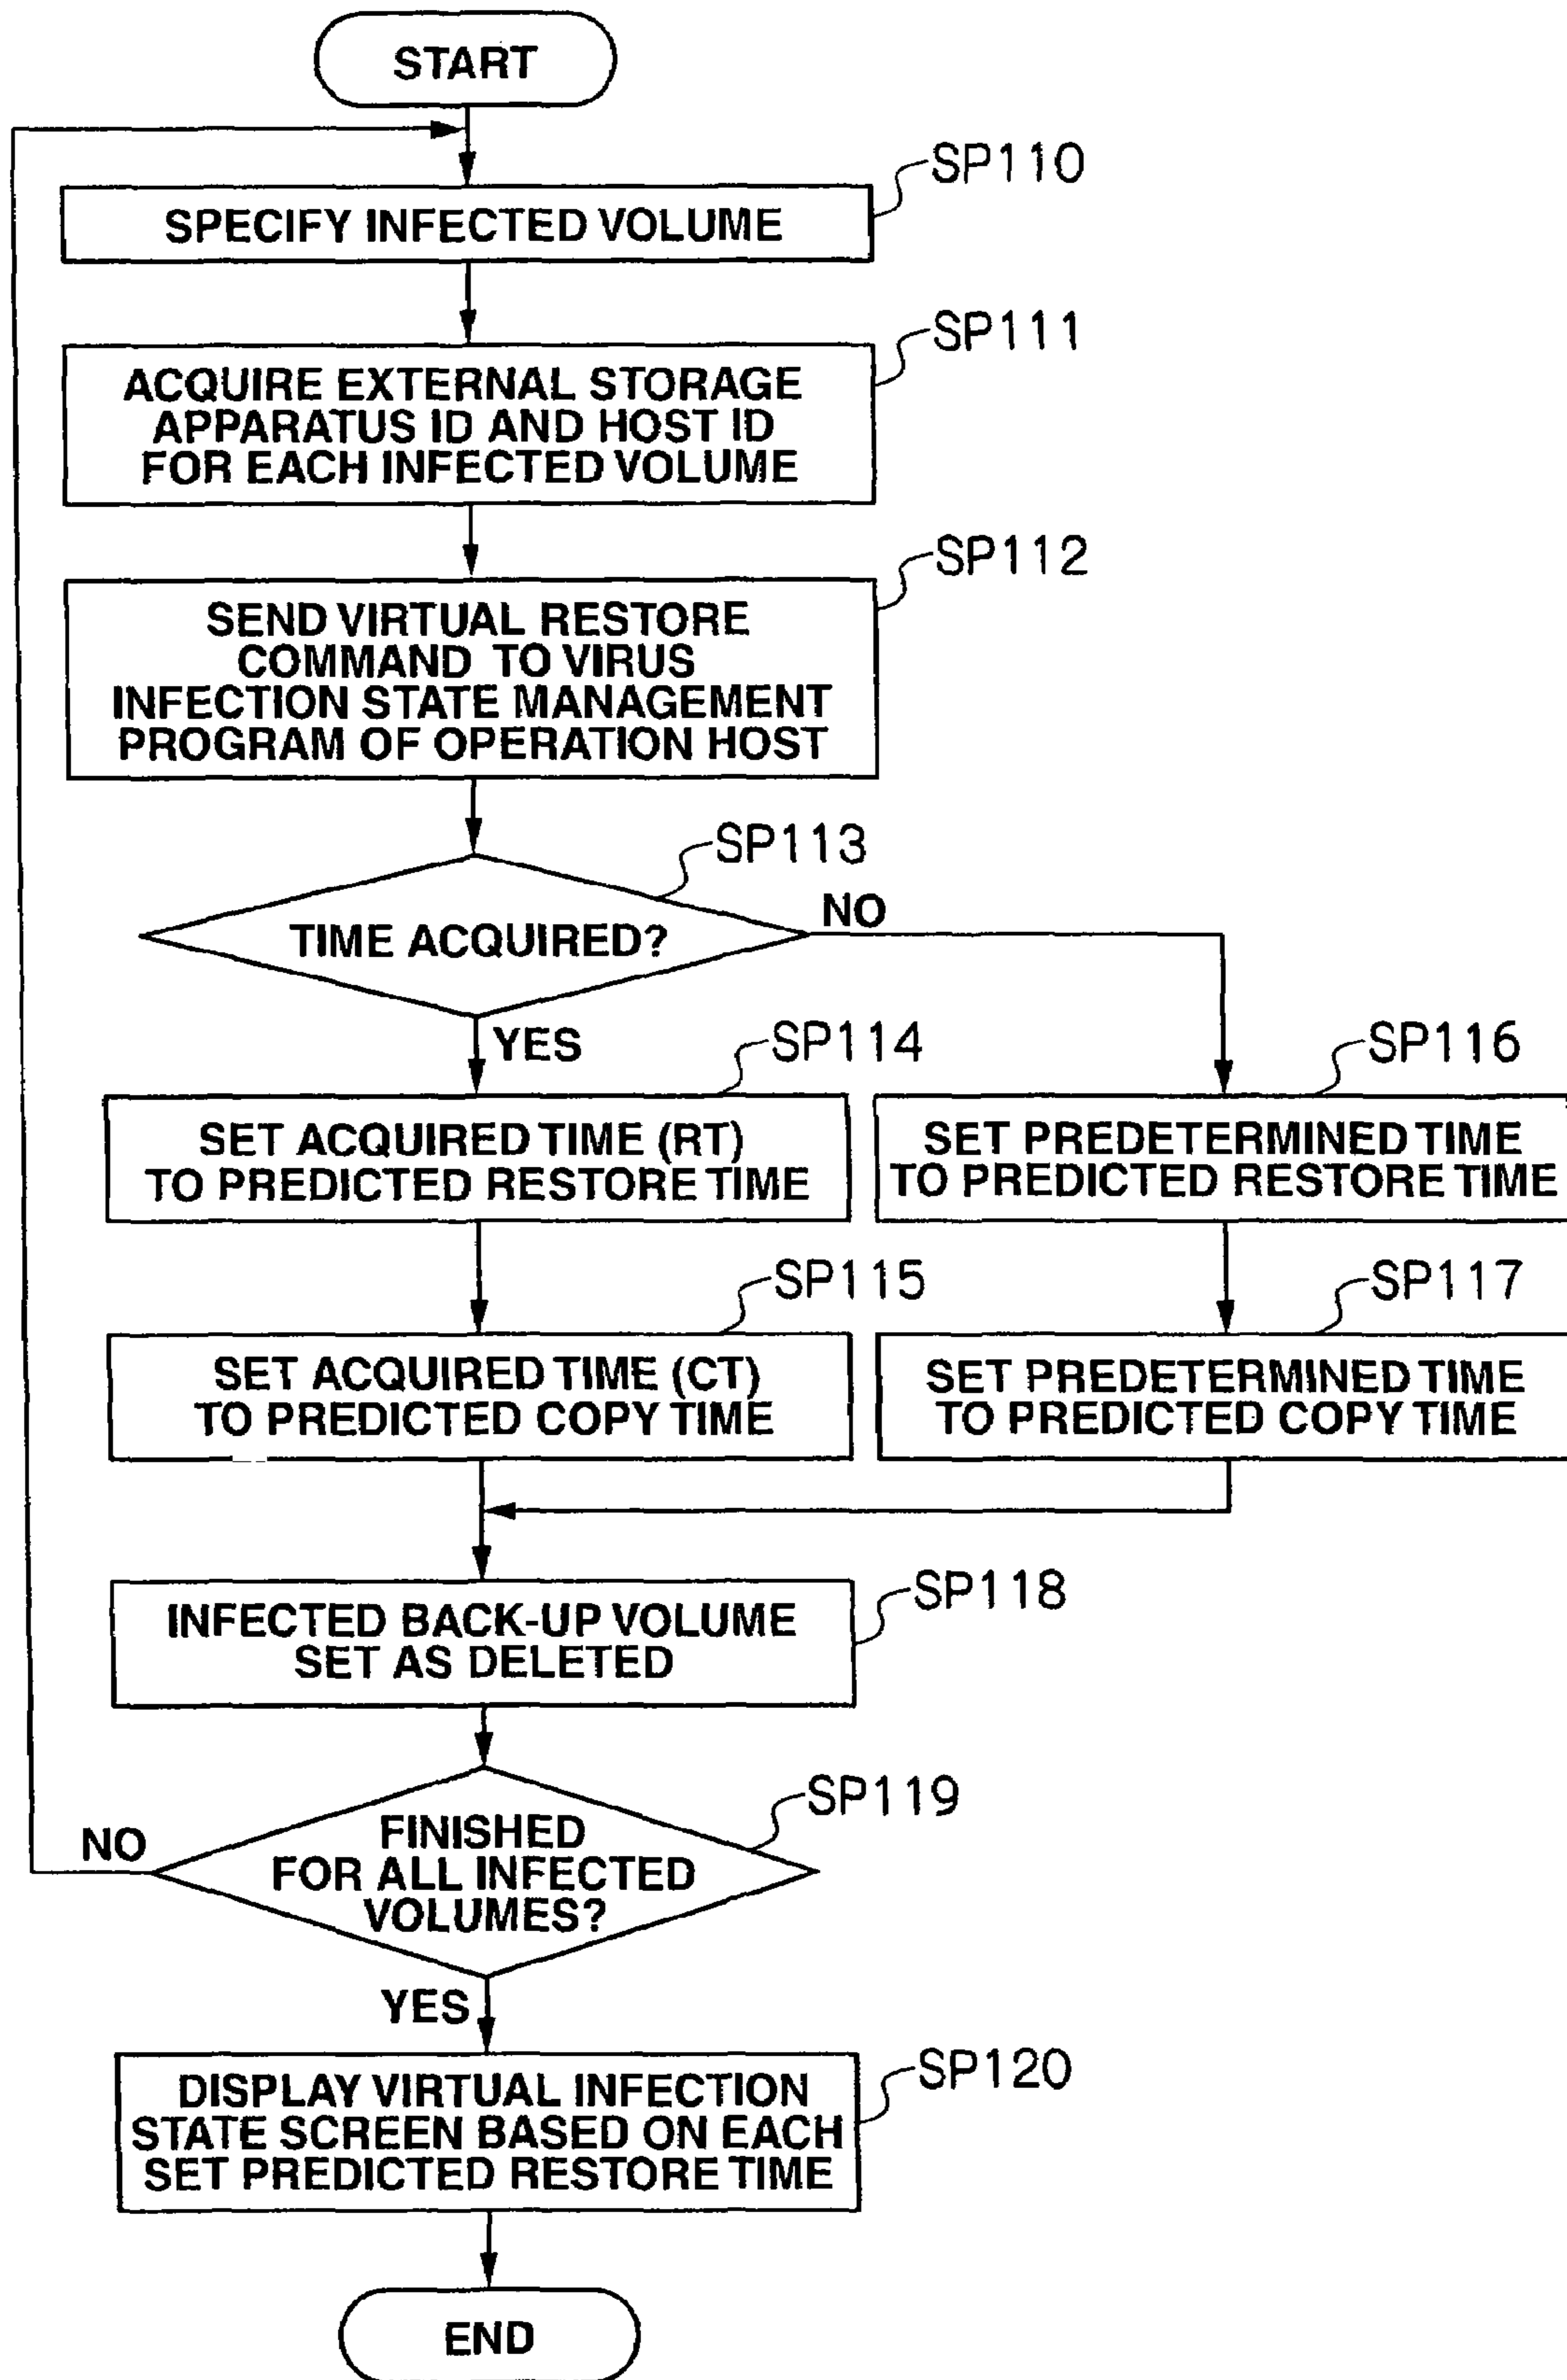 START
SP110
SPECIFY INFECTED VOLUME
SP111
ACQUIRE EXTERNAL STORAGE
APPARATUS ID AND HOST ID
FOR EACH INFECTED VOLUME
SP112
SEND VIRTUAL RESTORE
COMMAND TO VIRUS
INFECTION STATE MANAGEMENT
PROGRAM OF OPERATION HOST
SP113
TIME ACQUIRED?
NO
YES
SP114
SET ACQUIRED TIME (RT)
TO PREDICTED RESTORE TIME
SP116
SET PREDETERMINED TIME
TO PREDICTED RESTORE TIME
SP115
SET ACQUIRED TIME (CT)
TO PREDICTED COPY TIME
SP117
SET PREDETERMINED TIME
TO PREDICTED COPY TIME
SP118
INFECTED BACK-UP VOLUME
SET AS DELETED
SP119
FINISHED
FOR ALL INFECTED
VOLUMES?
NO
YES
SP120
DISPLAY VIRTUAL INFECTION
STATE SCREEN BASED ON EACH
SET PREDICTED RESTORE TIME
END